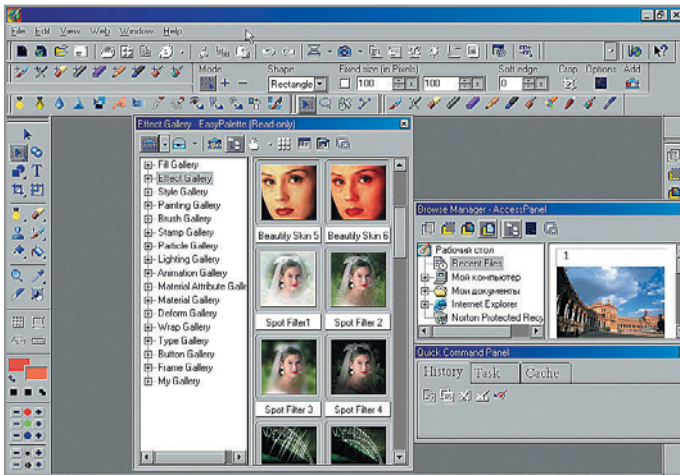 File Edit View Web Window Help
Mode
Shape
Fixed size (in Pixels)
Soft edge
Crop
Options
Add
Rectangle
100
100
0
Effect Gallery - EasyPalette (Read-only)
Fill Gallery
Effect Gallery
Style Gallery
Painting Gallery
Brush Gallery
Stamp Gallery
Particle Gallery
Lighting Gallery
Animation Gallery
Material Attribute Galle
Material Gallery
Deform Gallery
Wrap Gallery
Type Gallery
Button Gallery
Frame Gallery
My Gallery
Beautify Skin 5
Beautify Skin 6
Spot Filter1
Spot Filter 2
Spot Filter 3
Spot Filter 4
Browse Manager - AccessPanel
Рабочий стол
Recent Files
Мой компьютер
Мои документы
Internet Explorer
Norton Protected Recy
1
Quick Command Panel
History Task Cache
T